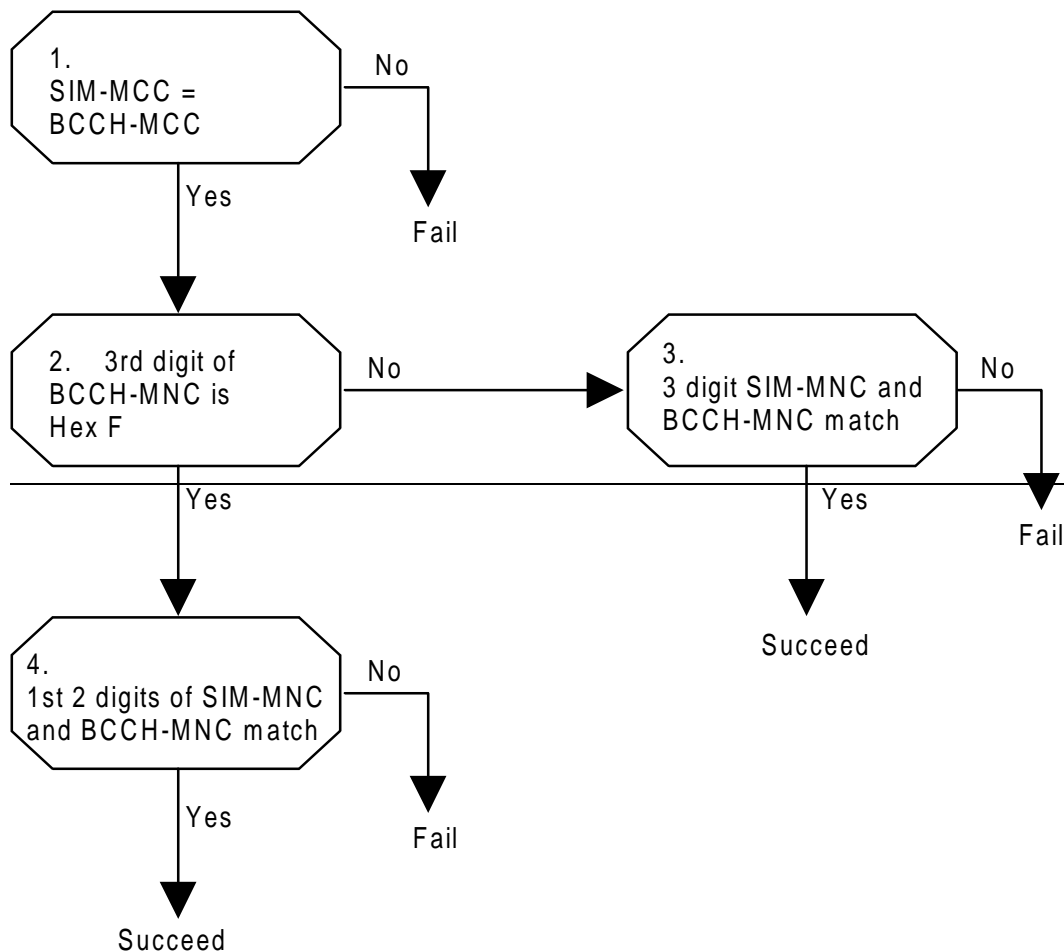 1.
SIM-MCC =
BCCH-MCC
No
Yes
Fail
2. 3rd digit of
BCCH-MNC is
Hex F
No
3.
3 digit SIM-MNC and
BCCH-MNC match
No
Yes
Yes
Fail
Succeed
4.
1st 2 digits of SIM-MNC
and BCCH-MNC match
No
Yes
Fail
Succeed